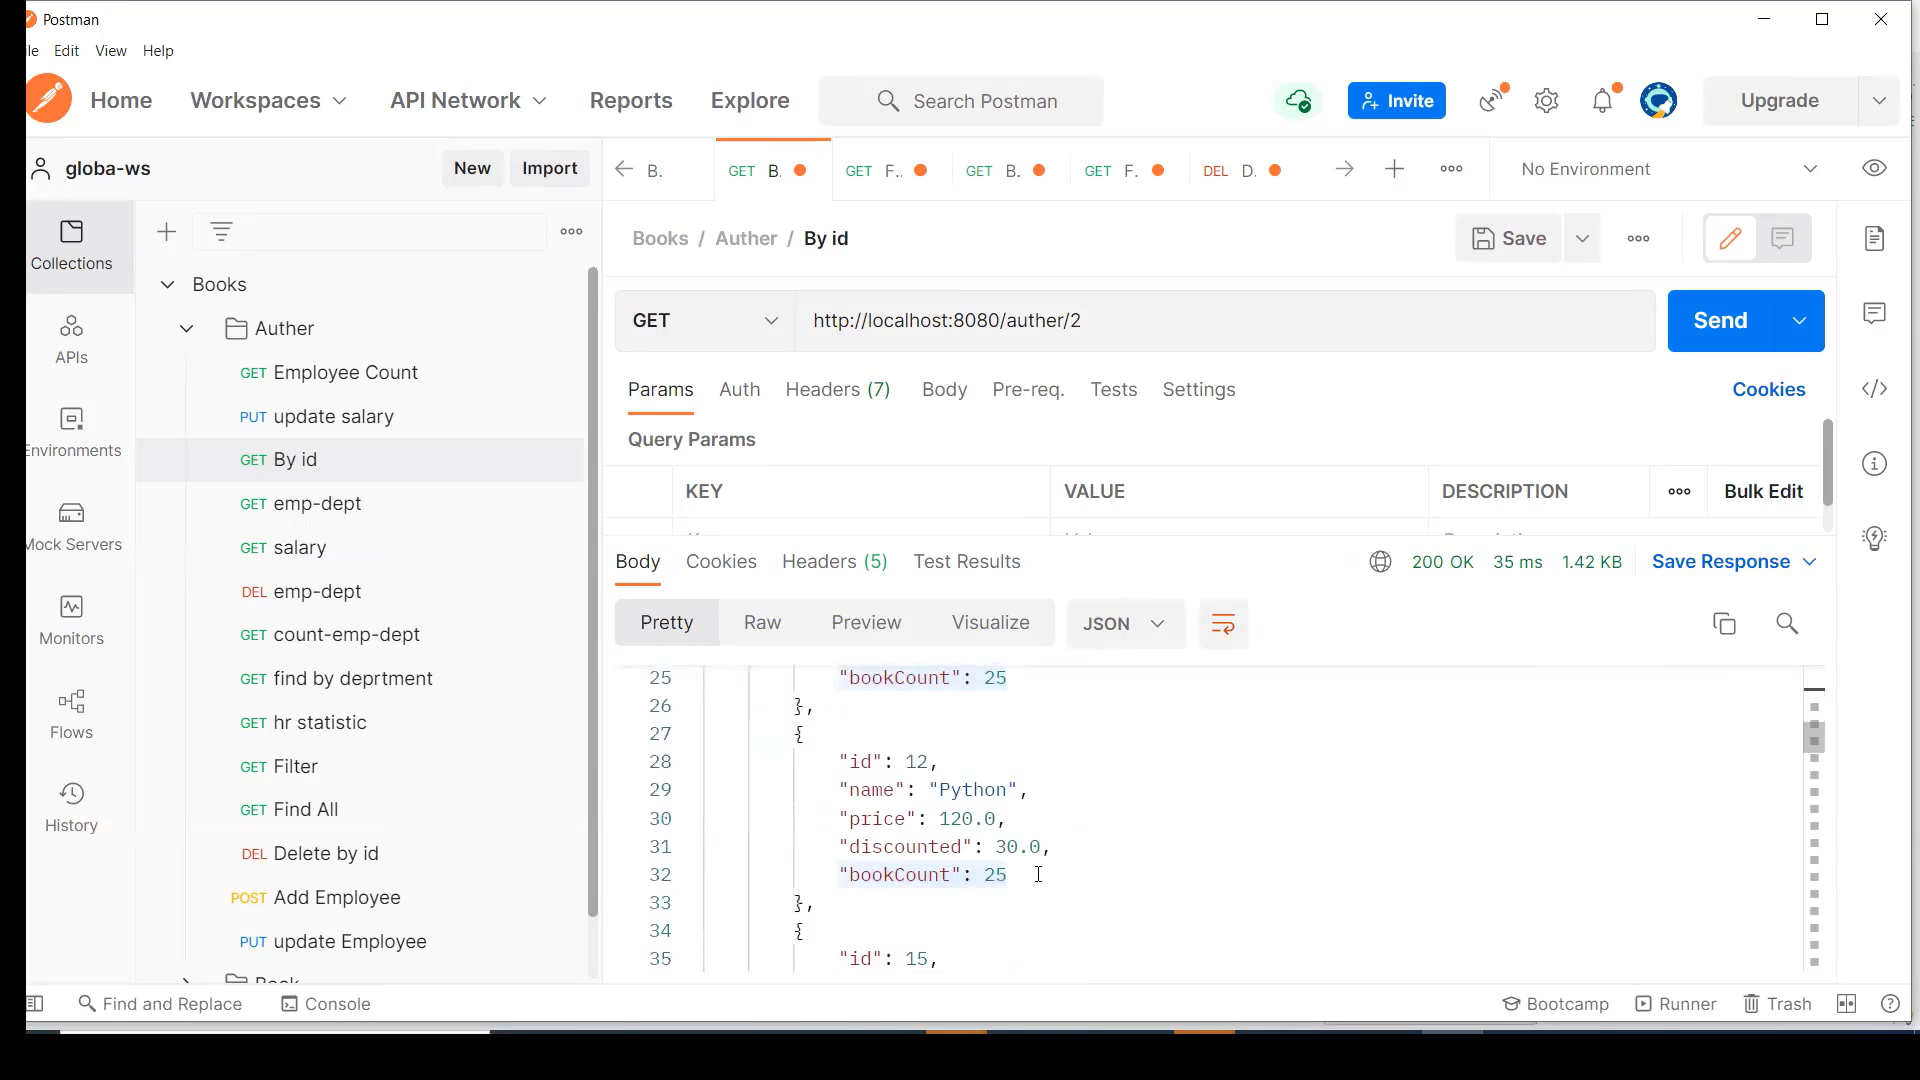 Postman
ile Edit View Help
Home Workspaces API Network Reports Explore Search Postman Invite Upgrade
globa-ws New Import
B. GET B. GET F.. GET B. GET F. DEL D. No Environment
Collections
APIs
Environments
Mock Servers
Monitors
Flows
History
Books
Auther
GET Employee Count
PUT update salary
GET By id
GET emp-dept
GET salary
DEL emp-dept
GET count-emp-dept
GET find by deprtment
GET hr statistic
GET Filter
GET Find All
DEL Delete by id
POST Add Employee
PUT update Employee
Book
Books / Auther / By id Save
GET http://localhost:8080/auther/2 Send
Params Auth Headers (7) Body Pre-req. Tests Settings Cookies
Query Params
KEY VALUE DESCRIPTION Bulk Edit
Body Cookies Headers (5) Test Results 200 OK 35 ms 1.42 KB Save Response
Pretty Raw Preview Visualize JSON
25 "bookCount": 25
26 },
27 {
28 "id": 12,
29 "name": "Python",
30 "price": 120.0,
31 "discounted": 30.0,
32 "bookCount": 25
33 },
34 {
35 "id": 15,
Find and Replace Console Bootcamp Runner Trash